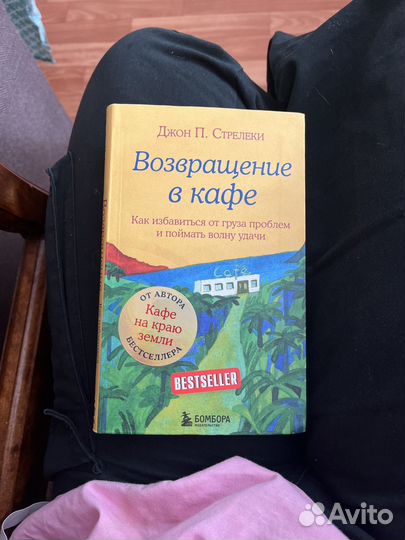 Джон П. Стрелеки
Возвращение
в кафе
Как избавиться от груза проблем
и поймать волну удачи
Cafe
ОТ АВТОРА
Кафе
на краю
земли
БЕСТСЕЛЛЕРА
BESTSELLER
БОМБОРА
ИЗДАТЕЛЬСТВО
Avito